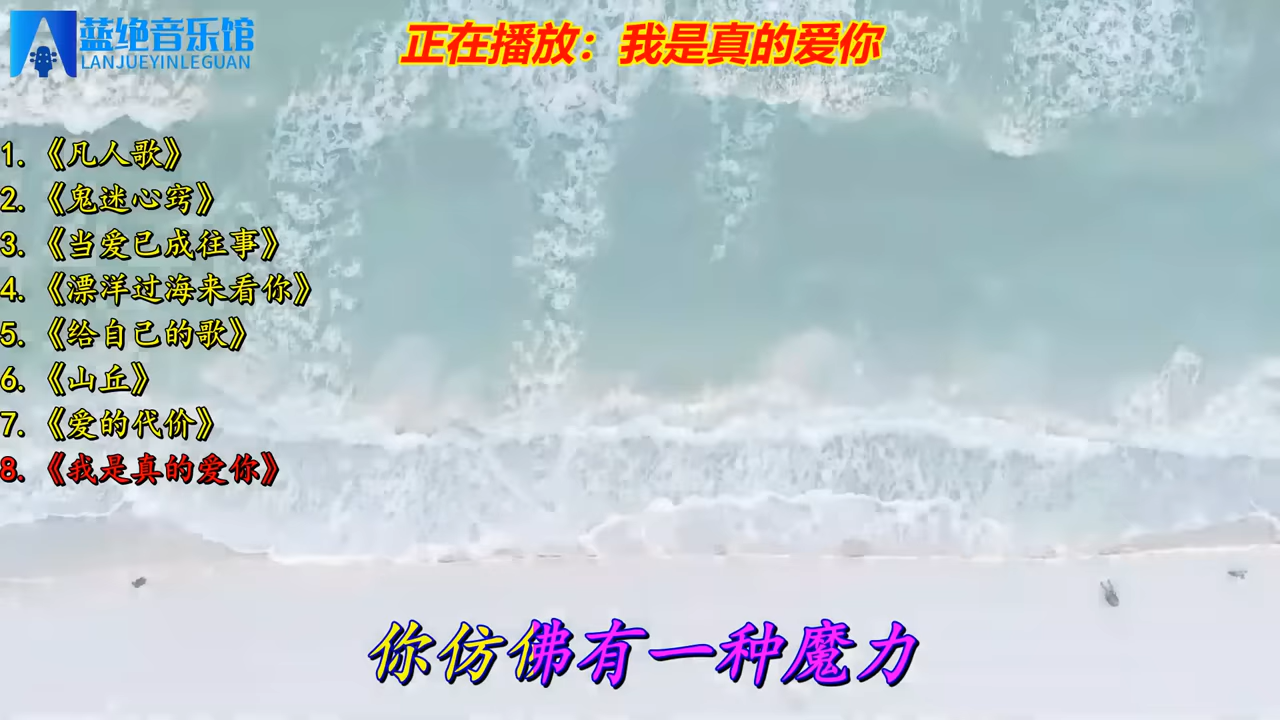 蓝绝音乐馆
LANJUEYINLEGUAN
正在播放：我是真的爱你
1.《凡人歌》
2.《鬼迷心窍》
3.《当爱已成往事》
4.《漂洋过海来看你》
5.《给自己的歌》
6.《山丘》
7.《爱的代价》
8.《我是真的爱你》
你仿佛有一种魔力